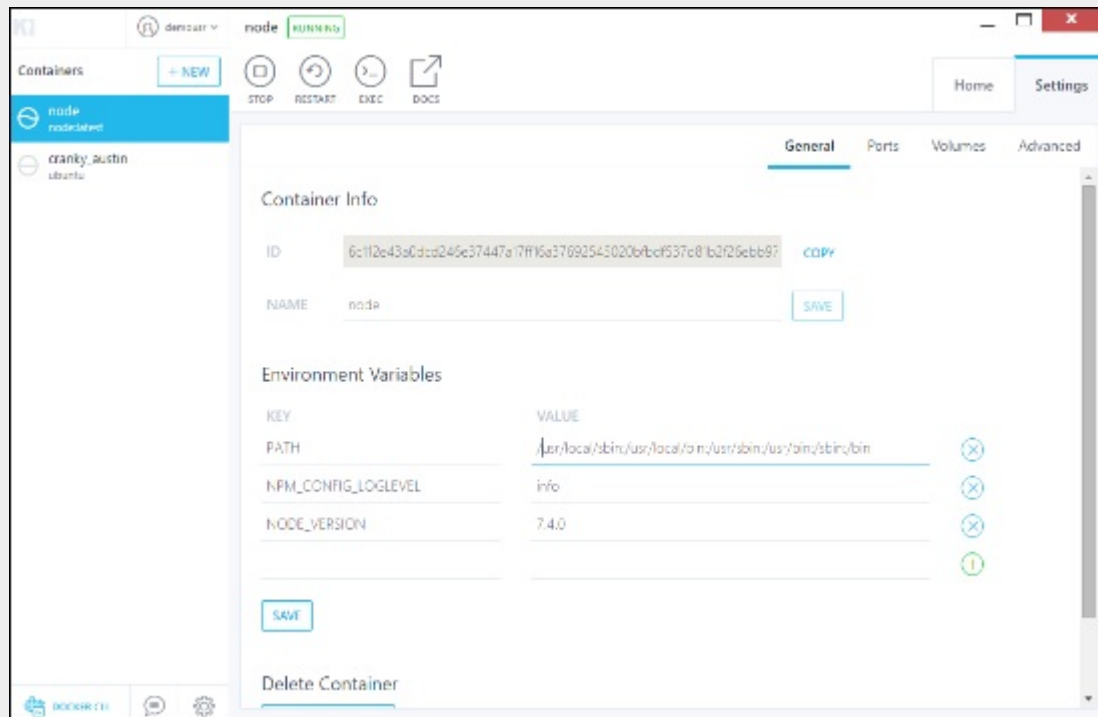 demousr
node RUNNING
Containers
+ NEW
STOP RESTART EXEC DOCS
Home Settings
node
node:latest
cranky_austin
ubuntu
General Ports Volumes Advanced
Container Info
ID COPY
NAME node SAVE
Environment Variables
KEY VALUE
PATH /usr/local/sbin:/usr/local/bin:/usr/sbin:/usr/bin:/sbin:/bin
NPM_CONFIG_LOGLEVEL info
NODE_VERSION 7.4.0
SAVE
Delete Container
DOCKER CLI